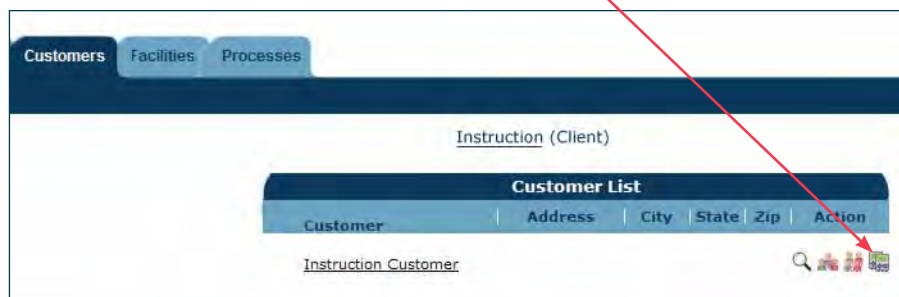 Customers Facilities Processes
Instruction (Client)
Customer List
Customer Address City State Zip Action
Instruction Customer